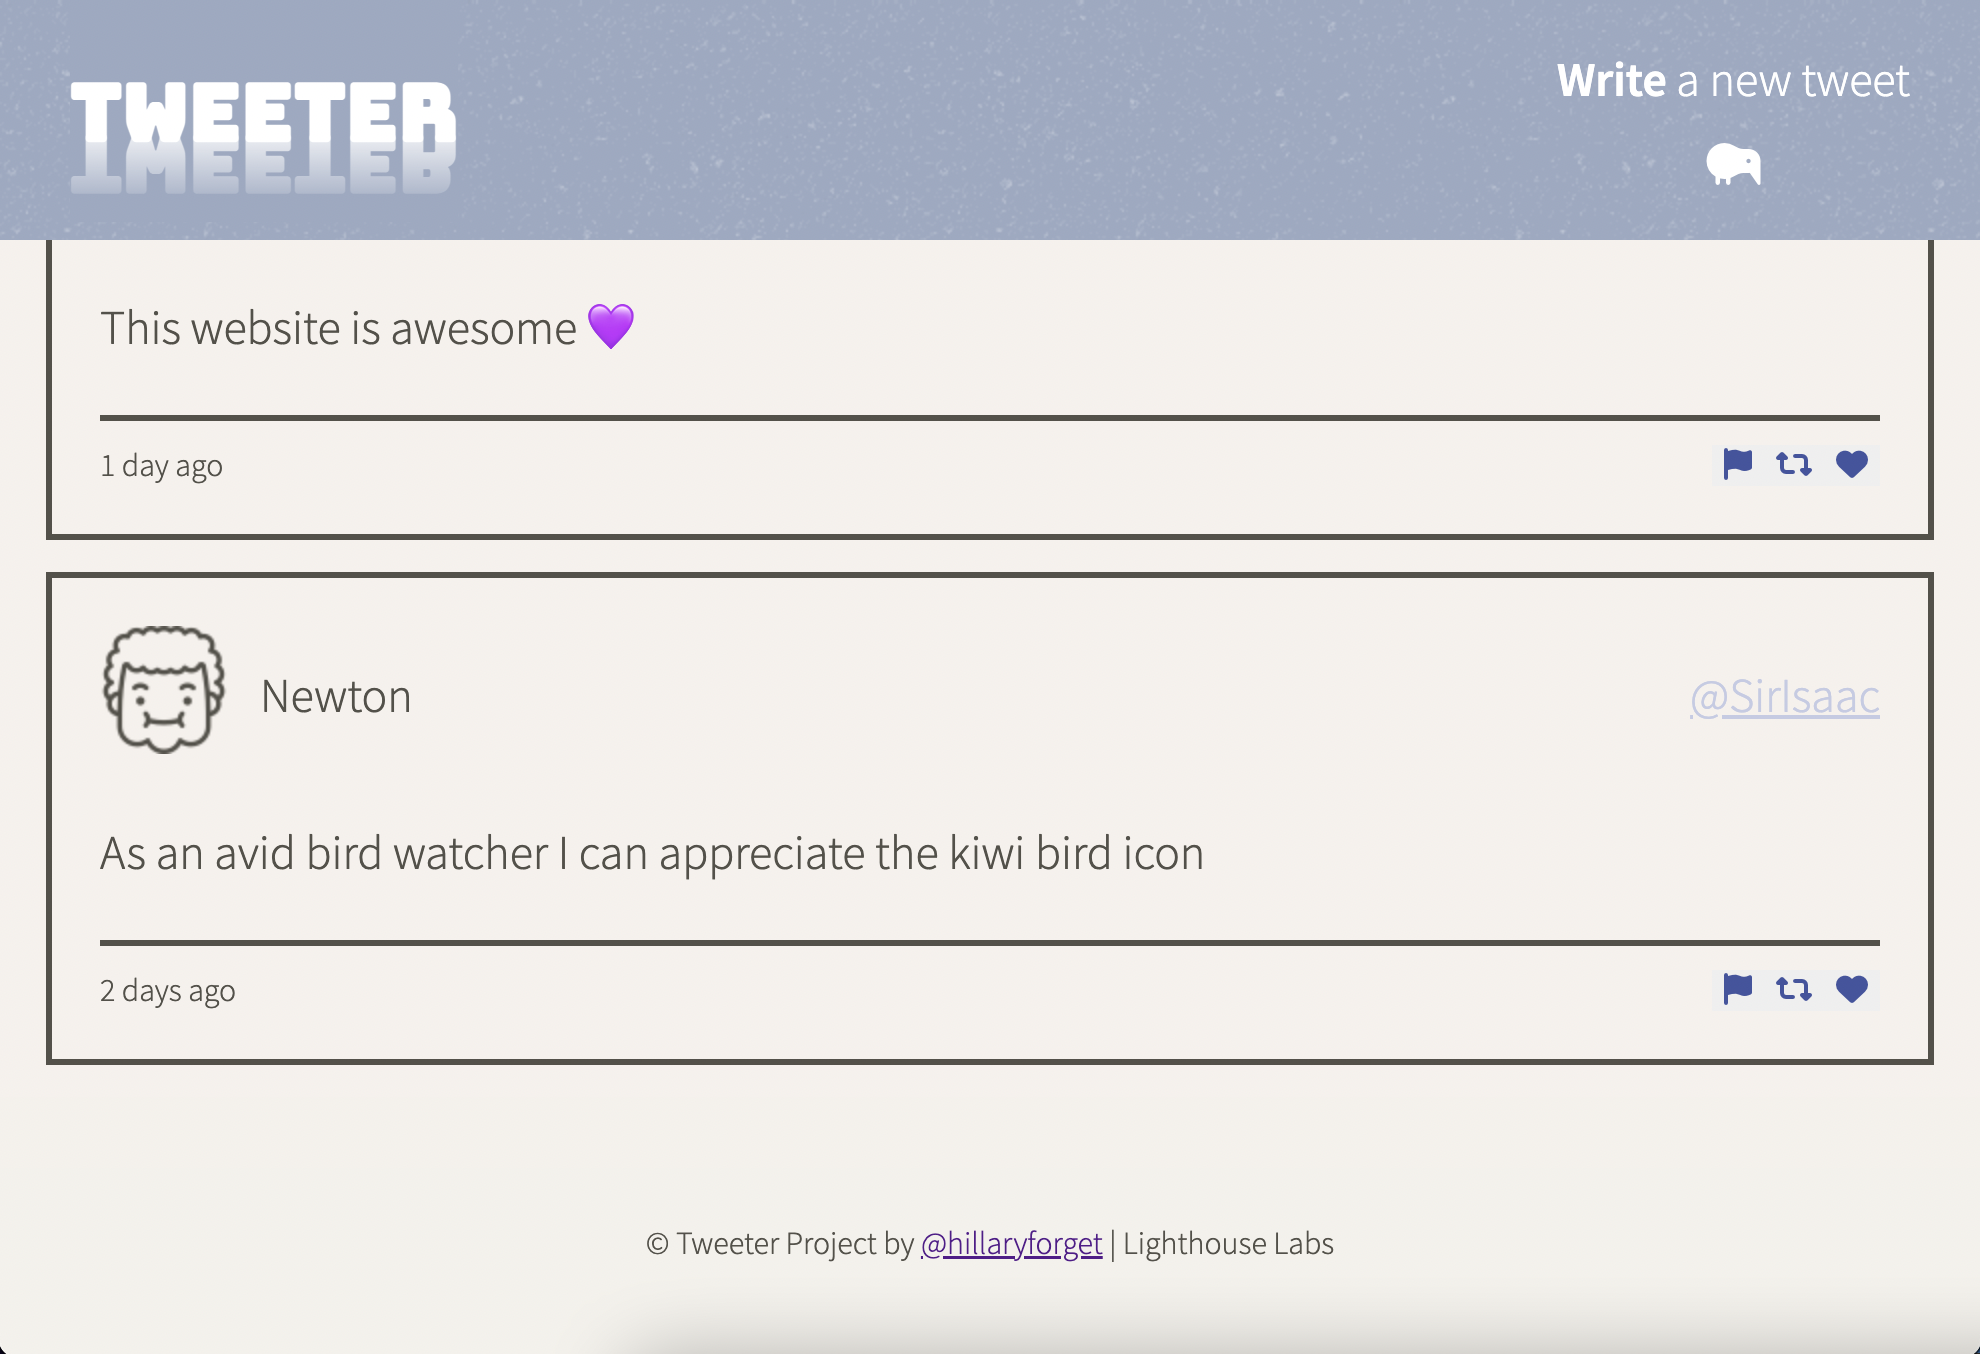 TWEETER
Write a new tweet
This website is awesome 💜
1 day ago
Newton
@SirIsaac
As an avid bird watcher I can appreciate the kiwi bird icon
2 days ago
© Tweeter Project by @hillaryforget | Lighthouse Labs